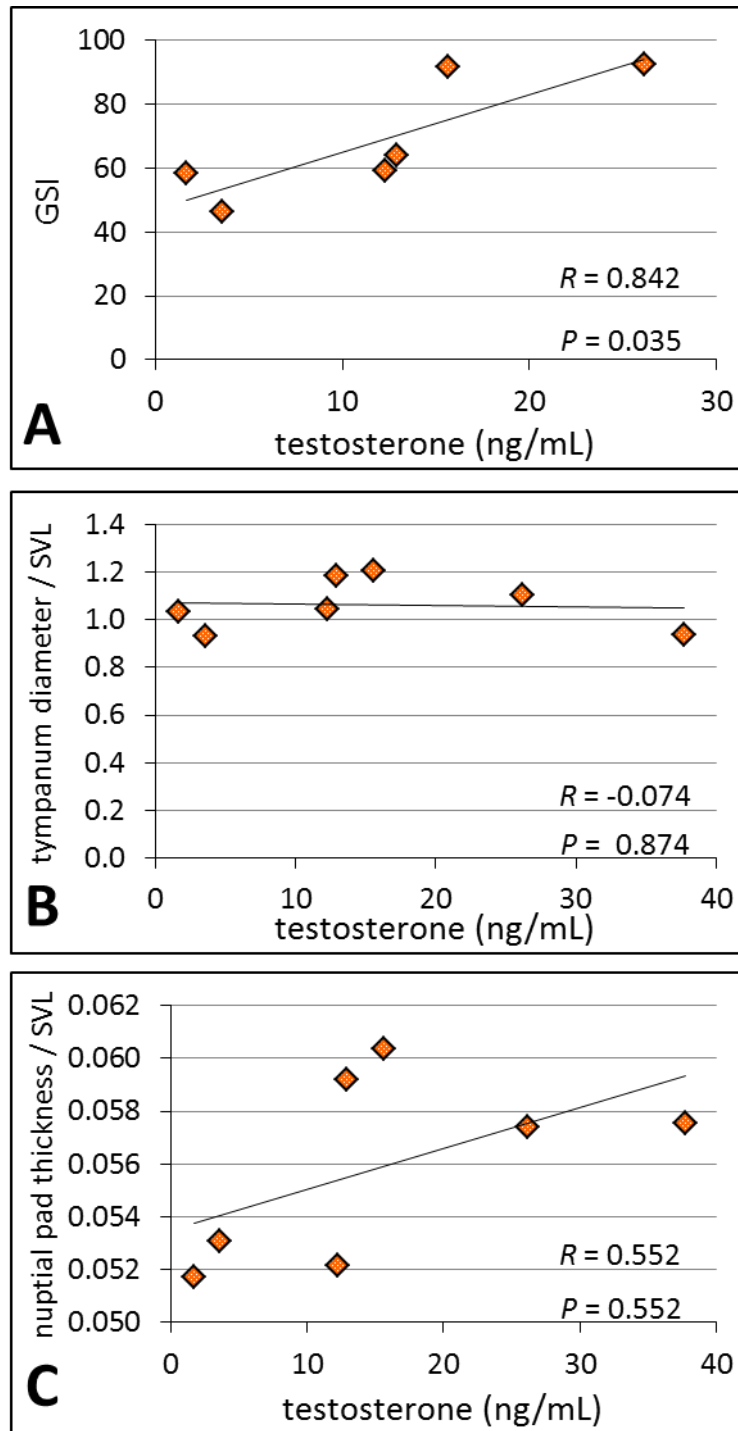 100
80
60
40
20
0
GSI
R = 0.842
P = 0.035
0 10 20 30
testosterone (ng/mL)
A
1.4
1.2
1.0
0.8
0.6
0.4
0.2
0.0
tympanum diameter / SVL
R = -0.074
P = 0.874
0 10 20 30 40
testosterone (ng/mL)
B
0.062
0.060
0.058
0.056
0.054
0.052
0.050
nuptial pad thickness / SVL
R = 0.552
P = 0.552
0 10 20 30 40
testosterone (ng/mL)
C